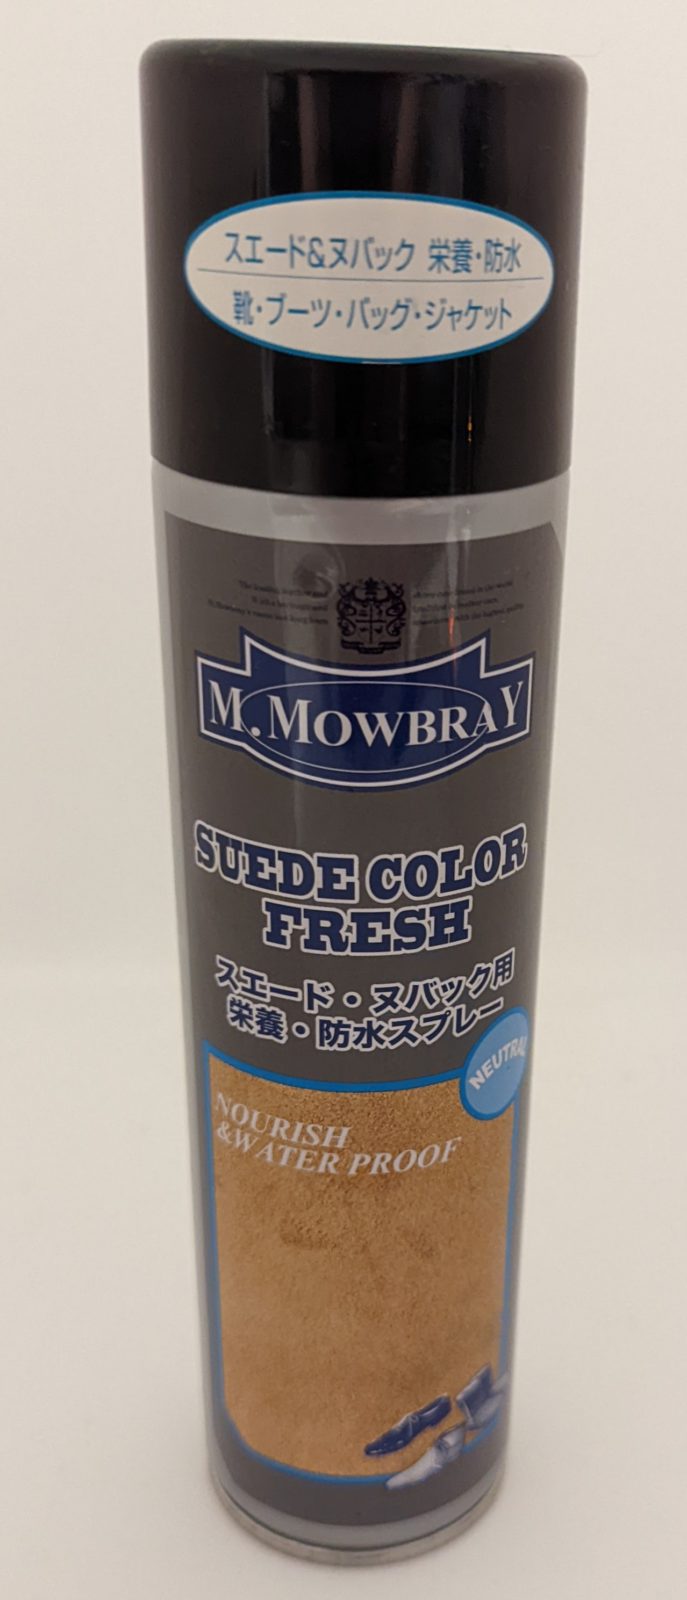 スエード&ヌバック 栄養・防水
靴・ブーツ・バッグ・ジャケット
M.MOWBRAY
SUEDE COLOR
FRESH
スエード・ヌバック用
栄養・防水スプレー
NEUTRAL
NOURISH
&WATER PROOF